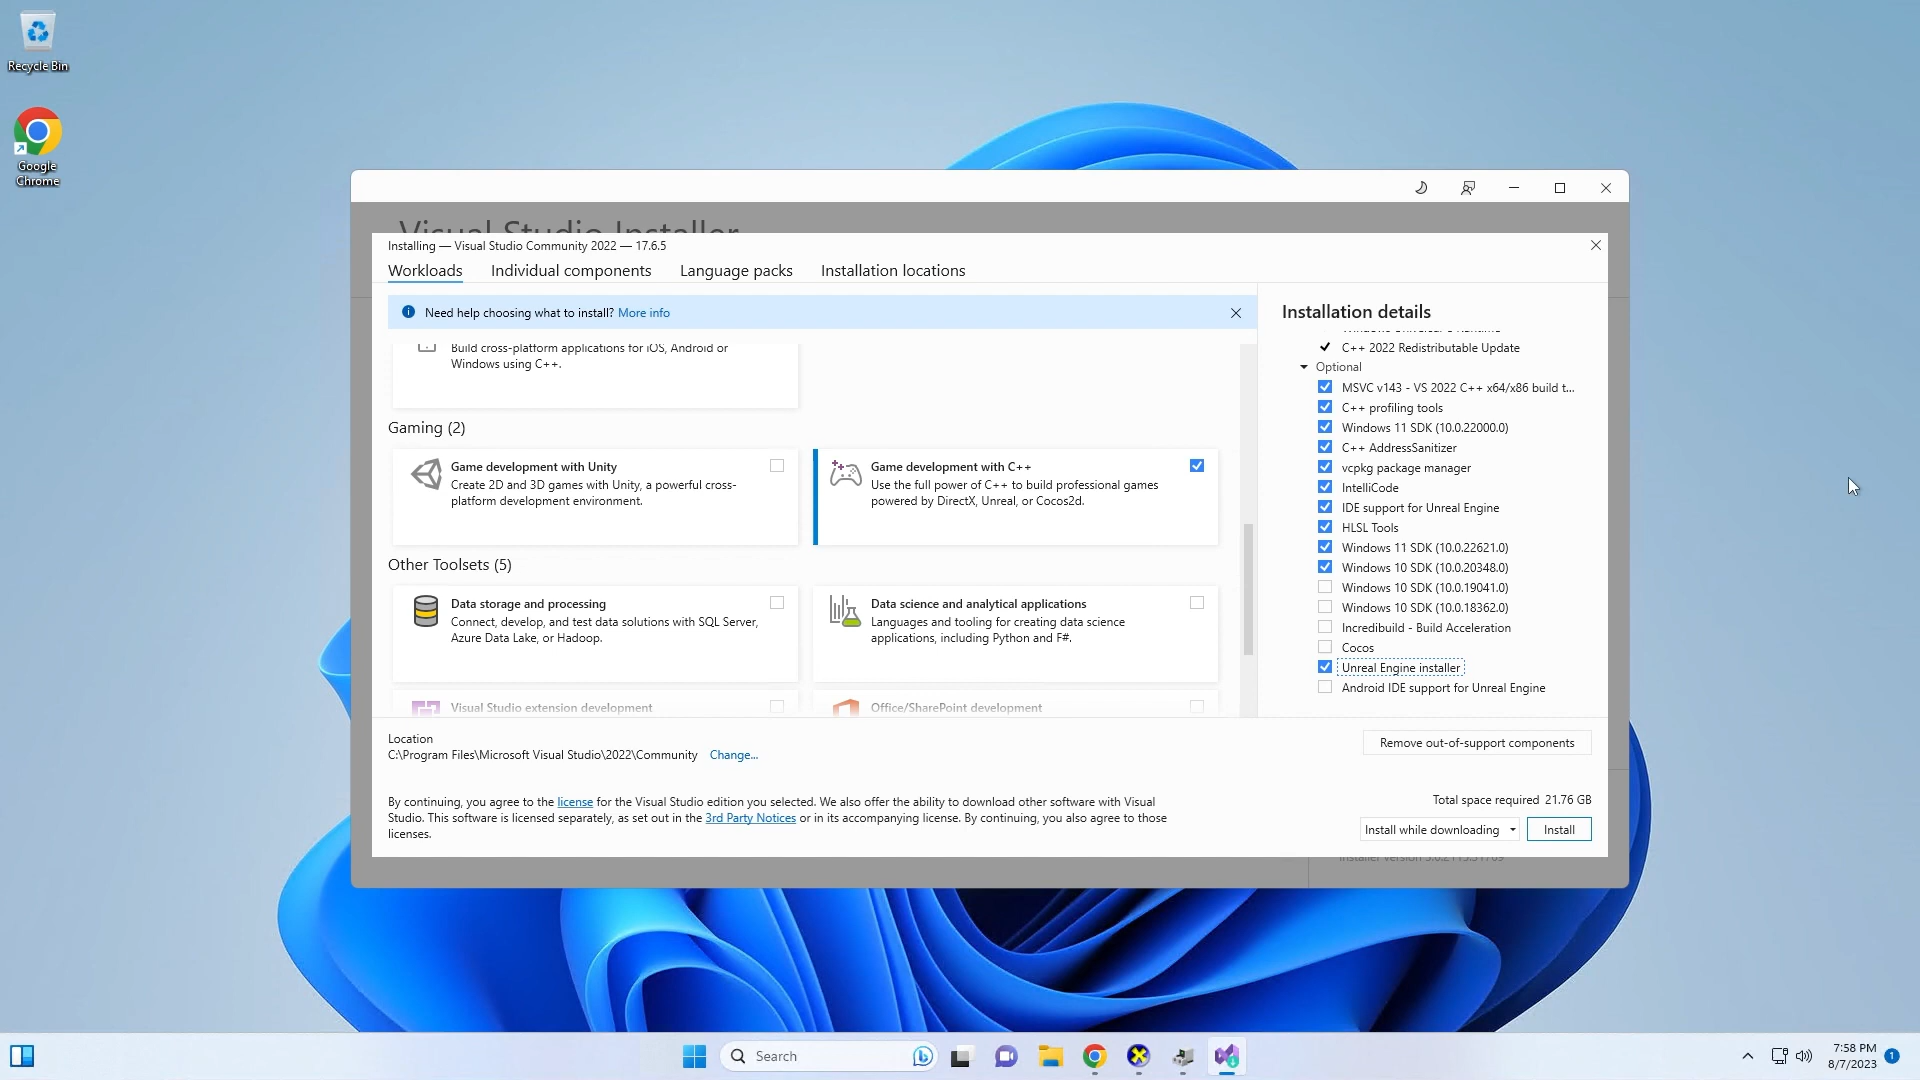 Recycle Bin
Google
Chrome
Visual Studio Installer
Installing — Visual Studio Community 2022 — 17.6.5
Workloads
Individual components
Language packs
Installation locations
Need help choosing what to install? More info
Build cross-platform applications for iOS, Android or
Windows using C++.
Gaming (2)
Game development with Unity
Create 2D and 3D games with Unity, a powerful cross-
platform development environment.
Game development with C++
Use the full power of C++ to build professional games
powered by DirectX, Unreal, or Cocos2d.
Other Toolsets (5)
Data storage and processing
Connect, develop, and test data solutions with SQL Server,
Azure Data Lake, or Hadoop.
Data science and analytical applications
Languages and tooling for creating data science
applications, including Python and F#.
Visual Studio extension development
Office/SharePoint development
Installation details
C++ 2022 Redistributable Update
Optional
MSVC v143 - VS 2022 C++ x64/x86 build t...
C++ profiling tools
Windows 11 SDK (10.0.22000.0)
C++ AddressSanitizer
vcpkg package manager
IntelliCode
IDE support for Unreal Engine
HLSL Tools
Windows 11 SDK (10.0.22621.0)
Windows 10 SDK (10.0.20348.0)
Windows 10 SDK (10.0.19041.0)
Windows 10 SDK (10.0.18362.0)
Incredibuild - Build Acceleration
Cocos
Unreal Engine installer
Android IDE support for Unreal Engine
Location
C:\Program Files\Microsoft Visual Studio\2022\Community Change...
Remove out-of-support components
By continuing, you agree to the license for the Visual Studio edition you selected. We also offer the ability to download other software with Visual
Studio. This software is licensed separately, as set out in the 3rd Party Notices or in its accompanying license. By continuing, you also agree to those
licenses.
Total space required 21.76 GB
Install while downloading
Install
Search
7:58 PM
8/7/2023
1